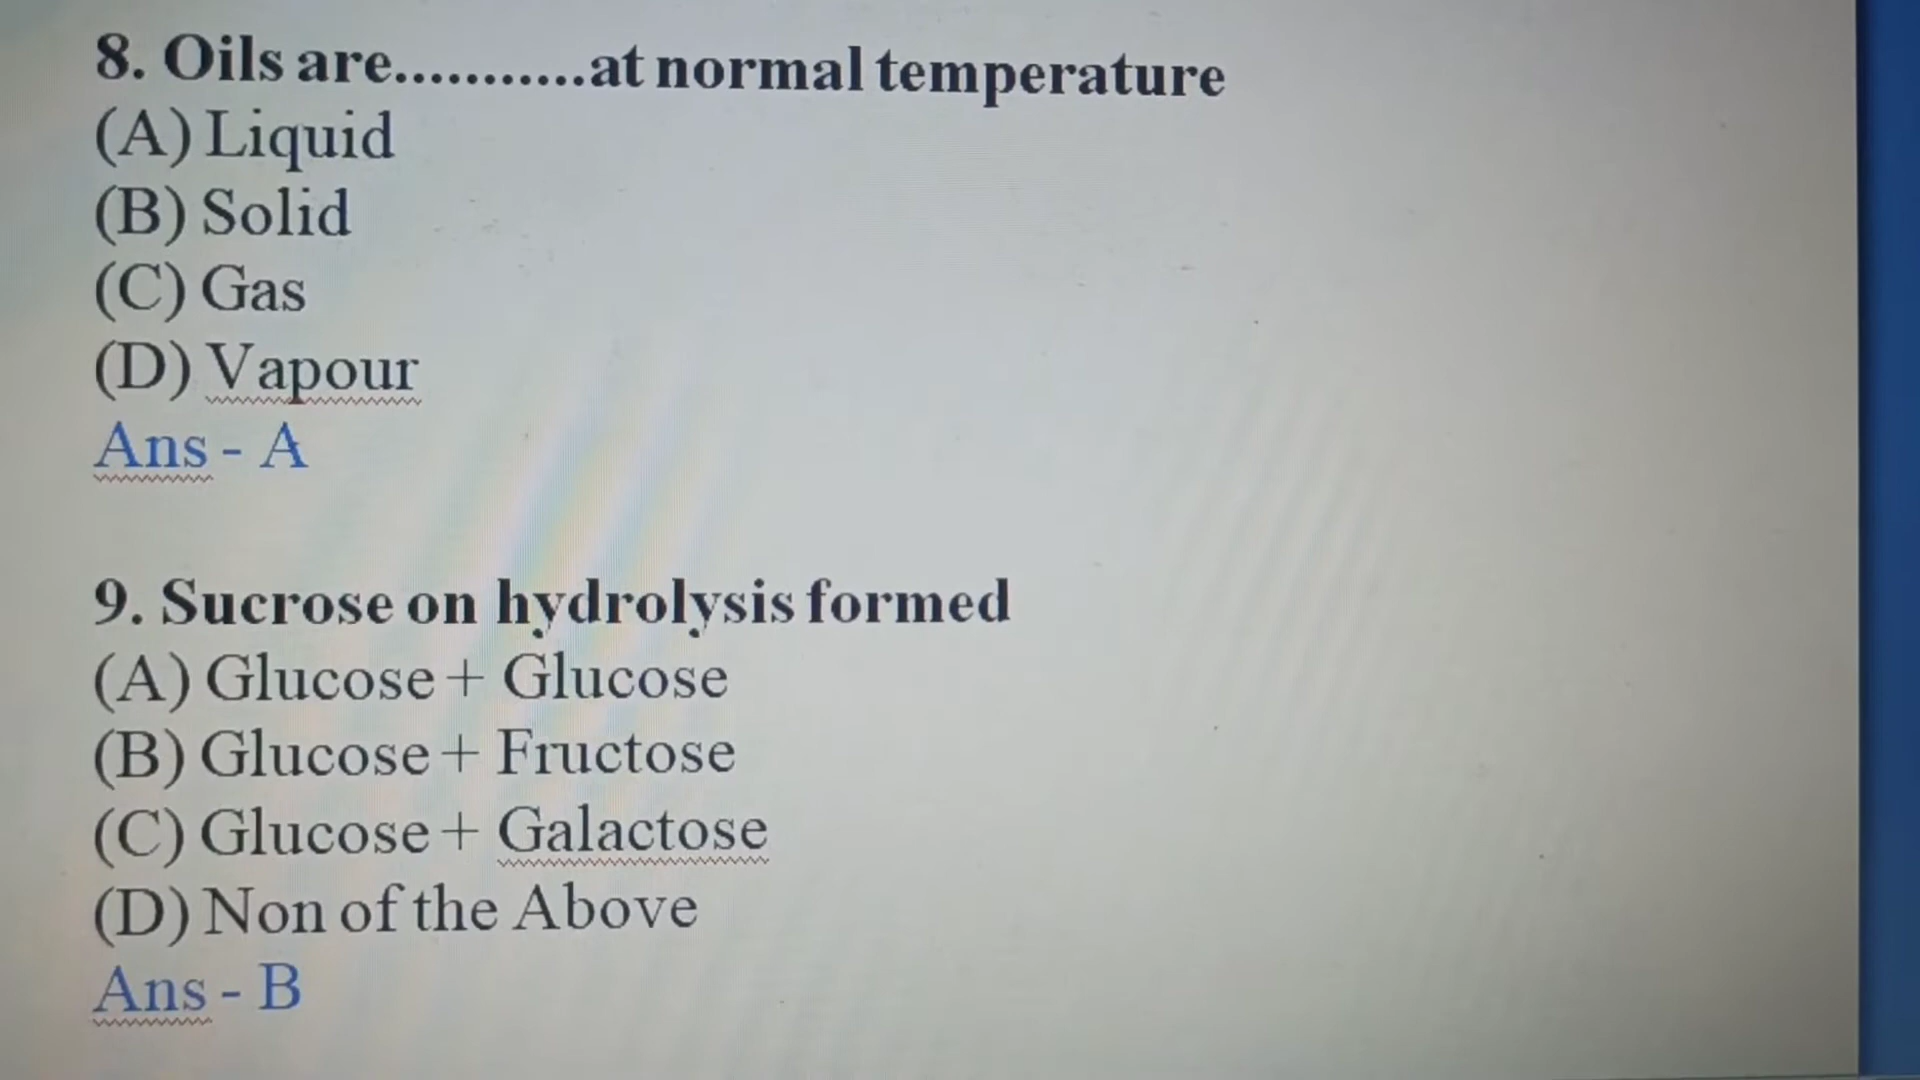 8. Oils are...........at normal temperature
(A) Liquid
(B) Solid
(C) Gas
(D) Vapour
Ans - A
9. Sucrose on hydrolysis formed
(A) Glucose + Glucose
(B) Glucose + Fructose
(C) Glucose + Galactose
(D) Non of the Above
Ans - B